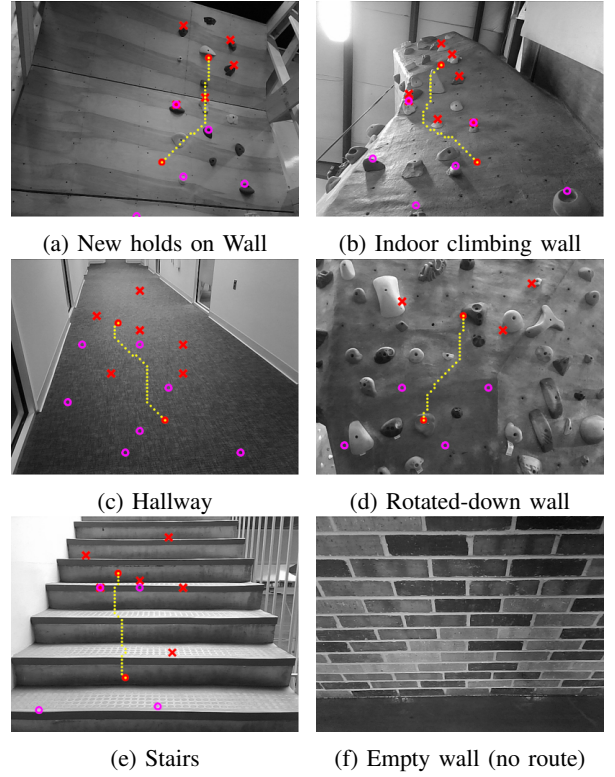 (a) New holds on Wall
(b) Indoor climbing wall
(c) Hallway
(d) Rotated-down wall
(e) Stairs
(f) Empty wall (no route)